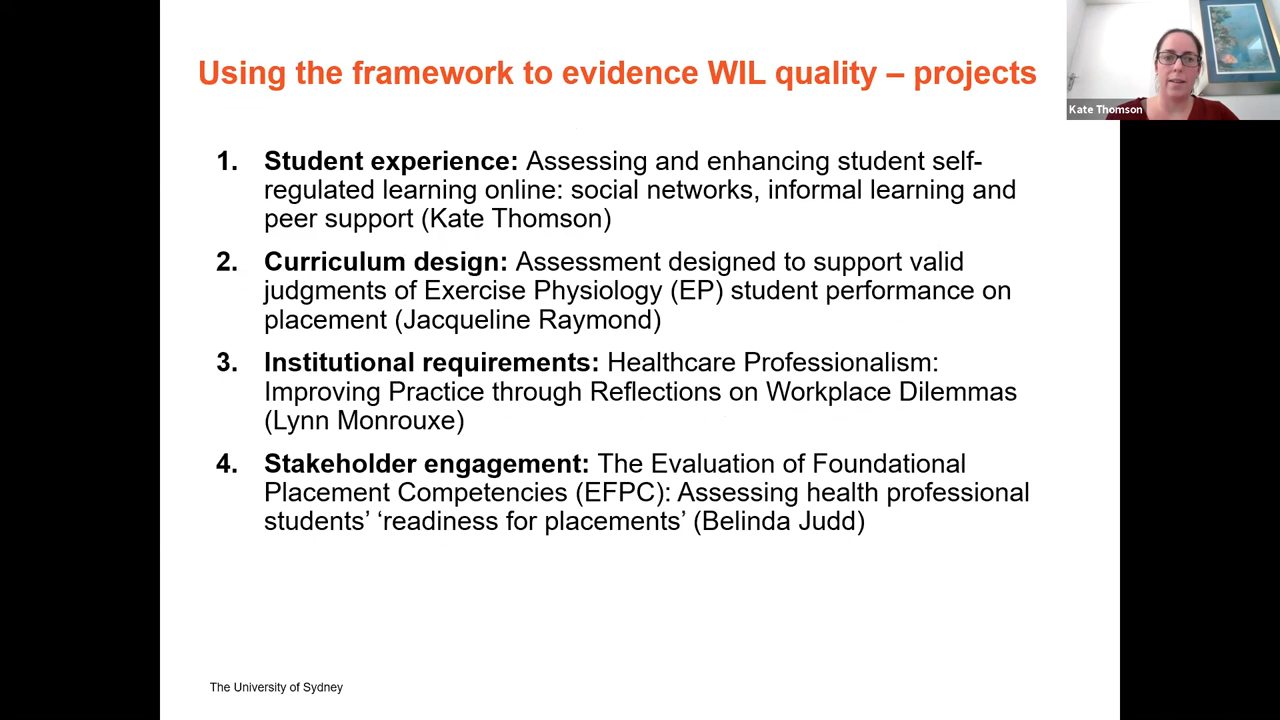 Using the framework to evidence WIL quality – projects
Kate Thomson
1. Student experience: Assessing and enhancing student self-
regulated learning online: social networks, informal learning and
peer support (Kate Thomson)
2. Curriculum design: Assessment designed to support valid
judgments of Exercise Physiology (EP) student performance on
placement (Jacqueline Raymond)
3. Institutional requirements: Healthcare Professionalism:
Improving Practice through Reflections on Workplace Dilemmas
(Lynn Monrouxe)
4. Stakeholder engagement: The Evaluation of Foundational
Placement Competencies (EFPC): Assessing health professional
students’ ‘readiness for placements’ (Belinda Judd)
The University of Sydney